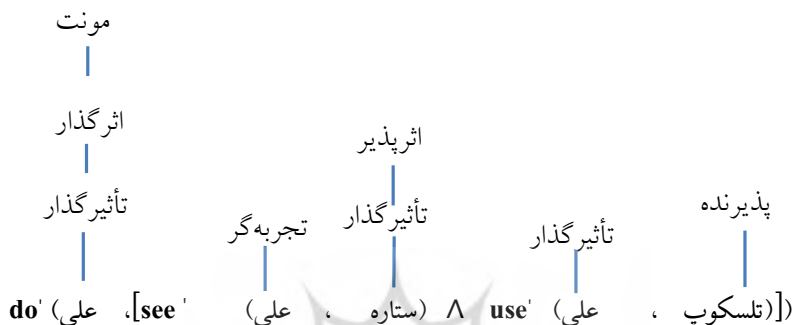 مونت
اثرگذار
اثرپذیر
تأثیرگذار تجربه‌گر تأثیرگذار تأثیرگذار پذیرنده
do' (علی ،[see ' (علی ، ستاره) Λ use' (علی ، تلسکوپ)])